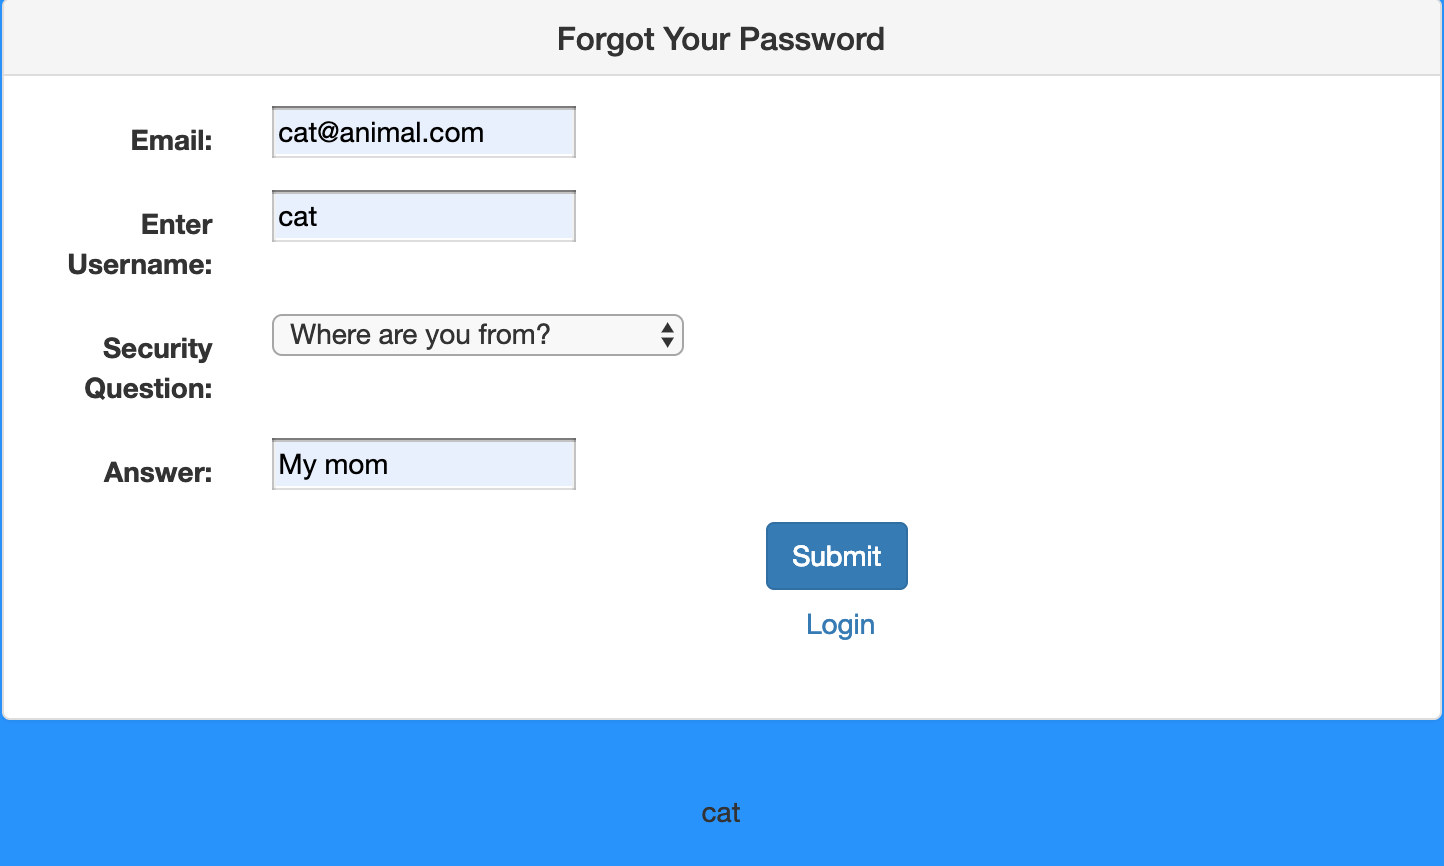 Forgot Your Password
Email: cat@animal.com
Enter cat
Username:
Security Where are you from?
Question:
Answer: My mom
Submit
Login
cat